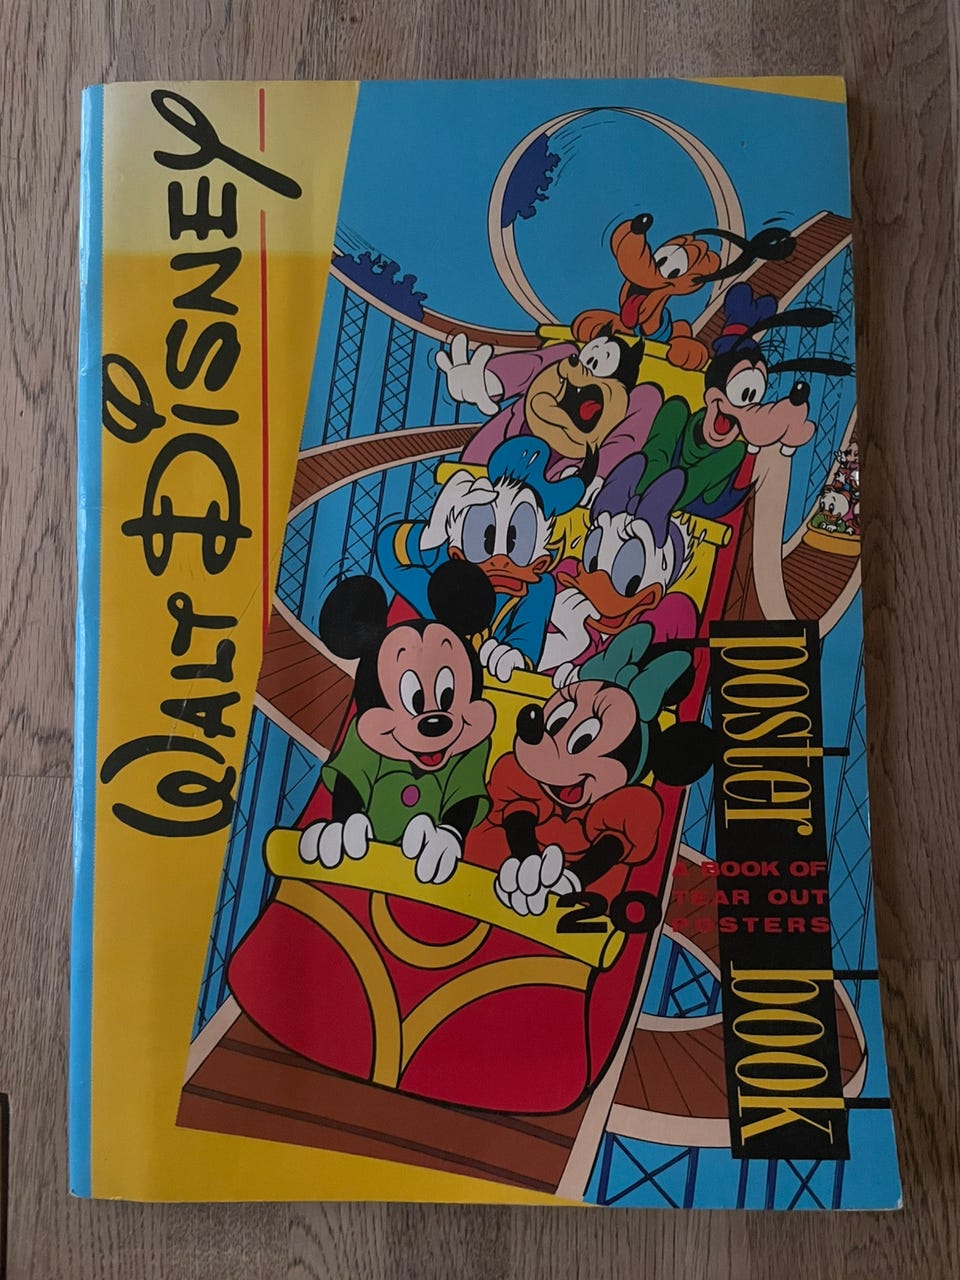 WALT DISNEY
poster book
20
A BOOK OF
TEAR OUT
POSTERS